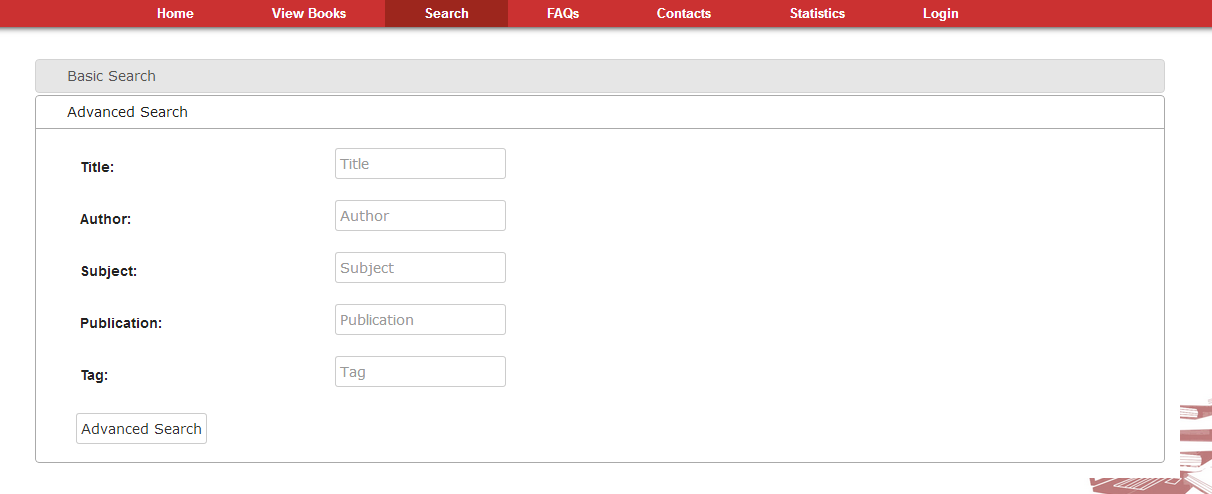 Home View Books Search FAQs Contacts Statistics Login
Basic Search
Advanced Search
Title: Title
Author: Author
Subject: Subject
Publication: Publication
Tag: Tag
Advanced Search